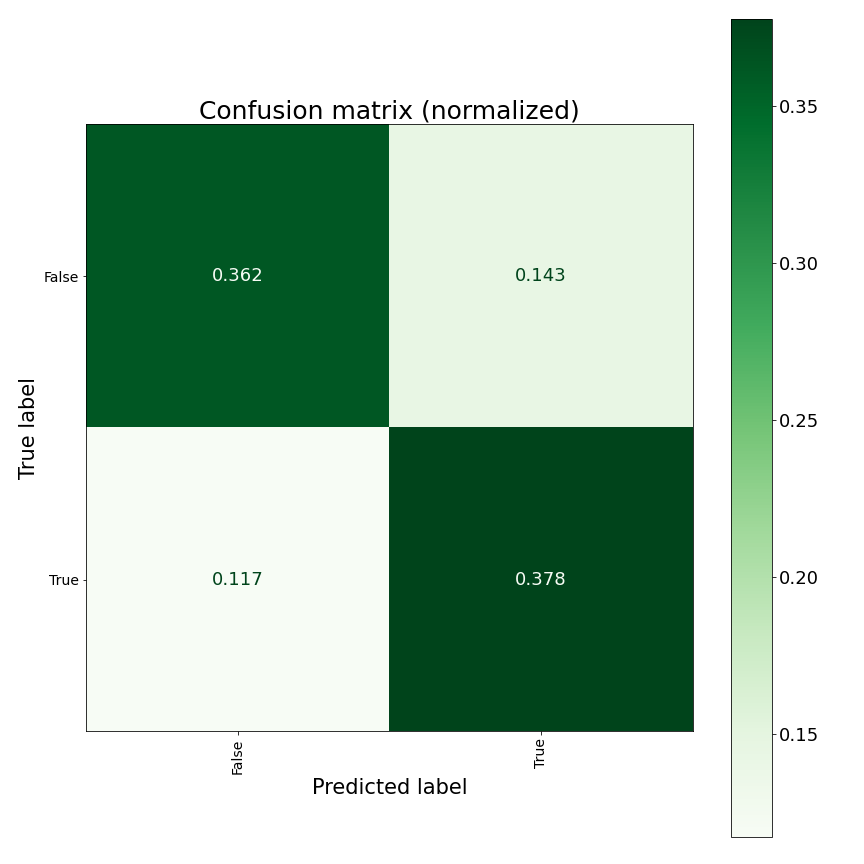 Confusion matrix (normalized)
True label
False
0.362
0.143
True
0.117
0.378
False
True
Predicted label
0.35
0.30
0.25
0.20
0.15